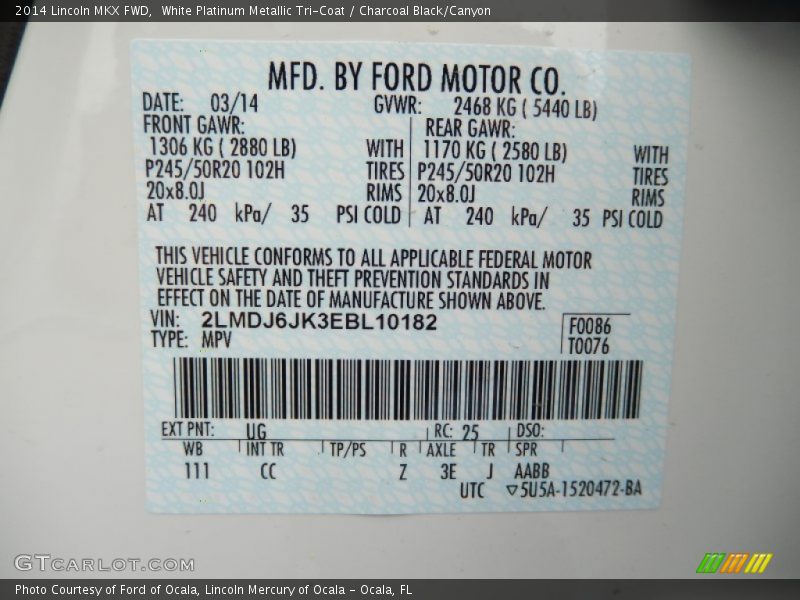 2014 Lincoln MKX FWD,  White Platinum Metallic Tri-Coat / Charcoal Black/Canyon
MFD. BY FORD MOTOR CO.
DATE: 03/14 GVWR: 2468 KG ( 5440 LB)
FRONT GAWR: REAR GAWR:
1306 KG ( 2880 LB) WITH 1170 KG ( 2580 LB) WITH
P245/50R20 102H TIRES P245/50R20 102H TIRES
20x8.0J RIMS 20x8.0J RIMS
AT 240 kPa/ 35 PSI COLD AT 240 kPa/ 35 PSI COLD
THIS VEHICLE CONFORMS TO ALL APPLICABLE FEDERAL MOTOR
VEHICLE SAFETY AND THEFT PREVENTION STANDARDS IN
EFFECT ON THE DATE OF MANUFACTURE SHOWN ABOVE.
VIN: 2LMDJ6JK3EBL10182 F0086
TYPE: MPV T0076
EXT PNT: UG RC: 25 DSO:
WB INT TR TP/PS R AXLE TR SPR
111 CC Z 3E J AABB
UTC ▽5U5A-1520472-BA
GTCARLOT.COM
Photo Courtesy of Ford of Ocala, Lincoln Mercury of Ocala - Ocala, FL